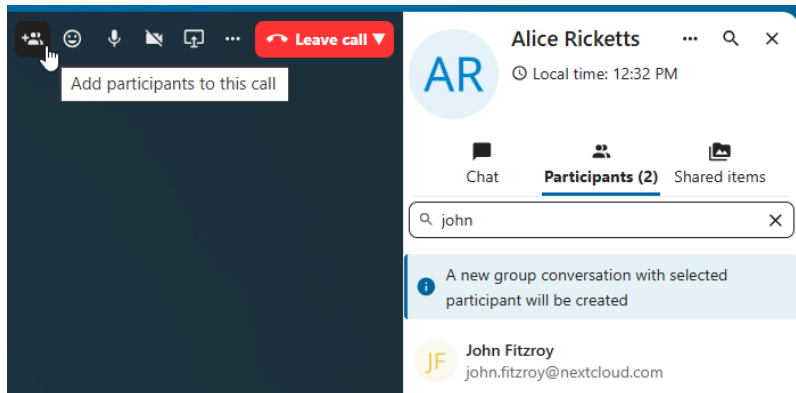 Leave call
Add participants to this call
AR
Alice Ricketts
Local time: 12:32 PM
Chat
Participants (2)
Shared items
john
A new group conversation with selected
participant will be created
JF
John Fitzroy
john.fitzroy@nextcloud.com